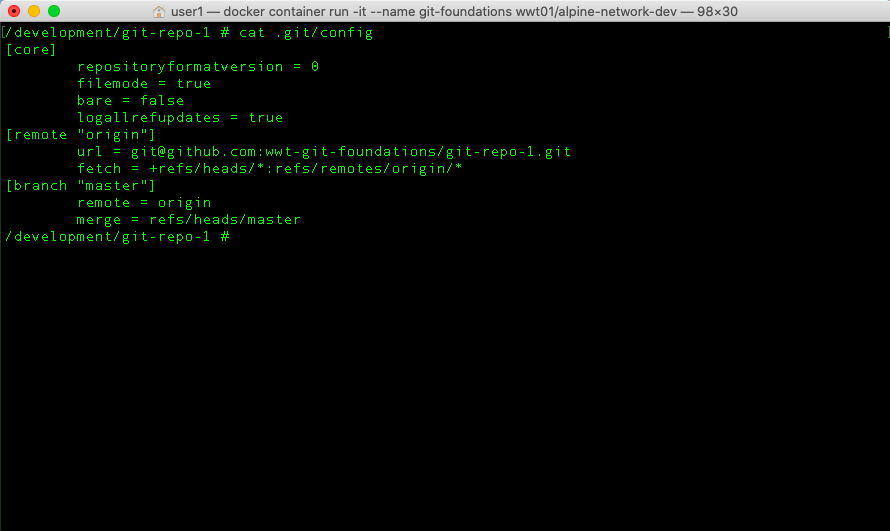 user1 — docker container run -it --name git-foundations wwt01/alpine-network-dev — 98×30
[/development/git-repo-1 # cat .git/config ]
[core]
        repositoryformatversion = 0
        filemode = true
        bare = false
        logallrefupdates = true
[remote "origin"]
        url = git@github.com:wwt-git-foundations/git-repo-1.git
        fetch = +refs/heads/*:refs/remotes/origin/*
[branch "master"]
        remote = origin
        merge = refs/heads/master
/development/git-repo-1 #